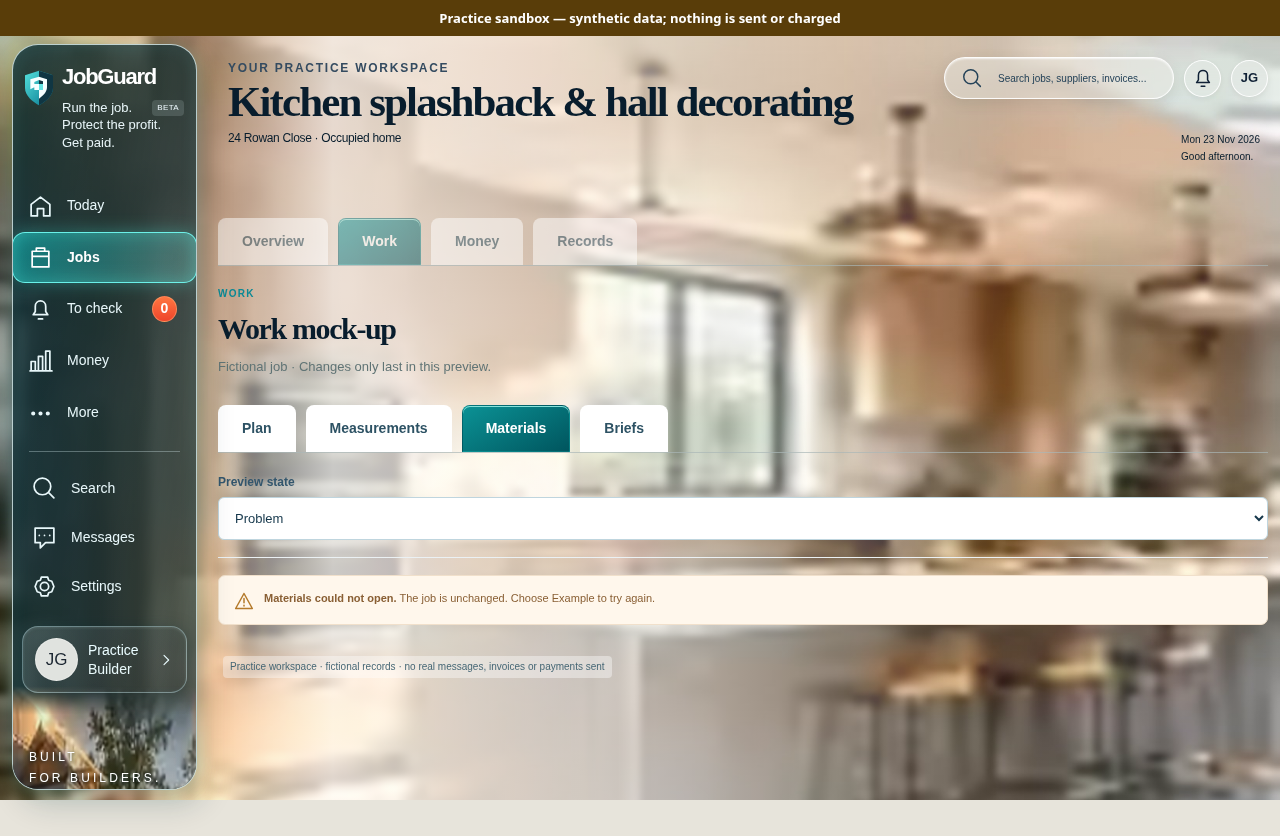 Practice sandbox — synthetic data; nothing is sent or charged
JobGuard
Run the job.
BETA
Protect the profit.
Get paid.
Today
Jobs
To check
0
Money
More
Search
Messages
Settings
JG
Practice
Builder
BUILT
FOR BUILDERS.
YOUR PRACTICE WORKSPACE
Kitchen splashback & hall decorating
24 Rowan Close · Occupied home
Search jobs, suppliers, invoices...
JG
Mon 23 Nov 2026
Good afternoon.
Overview
Work
Money
Records
WORK
Work mock-up
Fictional job · Changes only last in this preview.
Plan
Measurements
Materials
Briefs
Preview state
Problem
Materials could not open. The job is unchanged. Choose Example to try again.
Practice workspace · fictional records · no real messages, invoices or payments sent